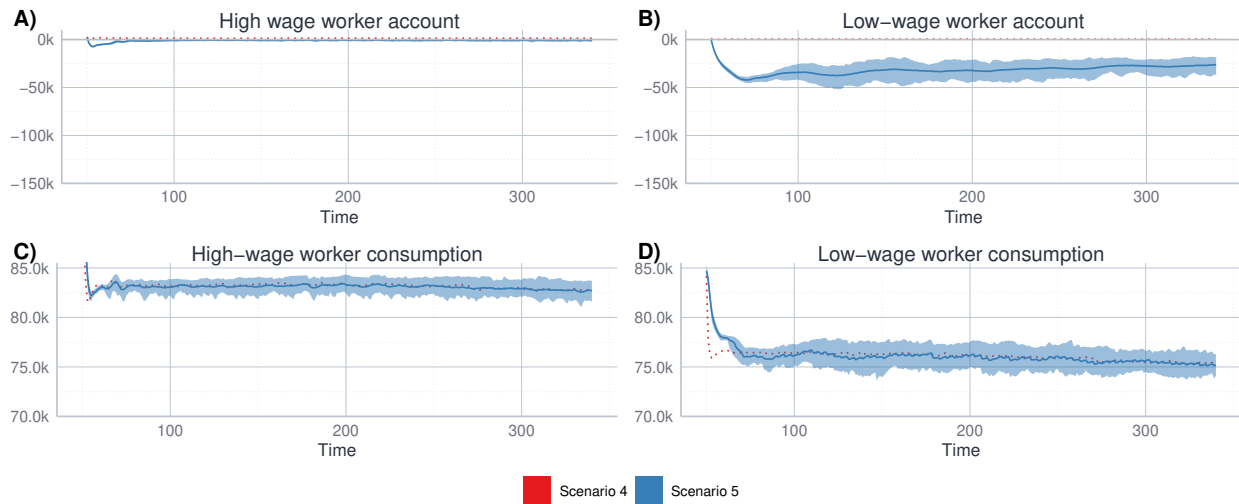 A)
High wage worker account
0k
−50k
−100k
−150k
100
200
300
Time
B)
Low−wage worker account
0k
−50k
−100k
−150k
100
200
300
Time
C)
High−wage worker consumption
85.0k
80.0k
75.0k
70.0k
100
200
300
Time
D)
Low−wage worker consumption
85.0k
80.0k
75.0k
70.0k
100
200
300
Time
Scenario 4
Scenario 5